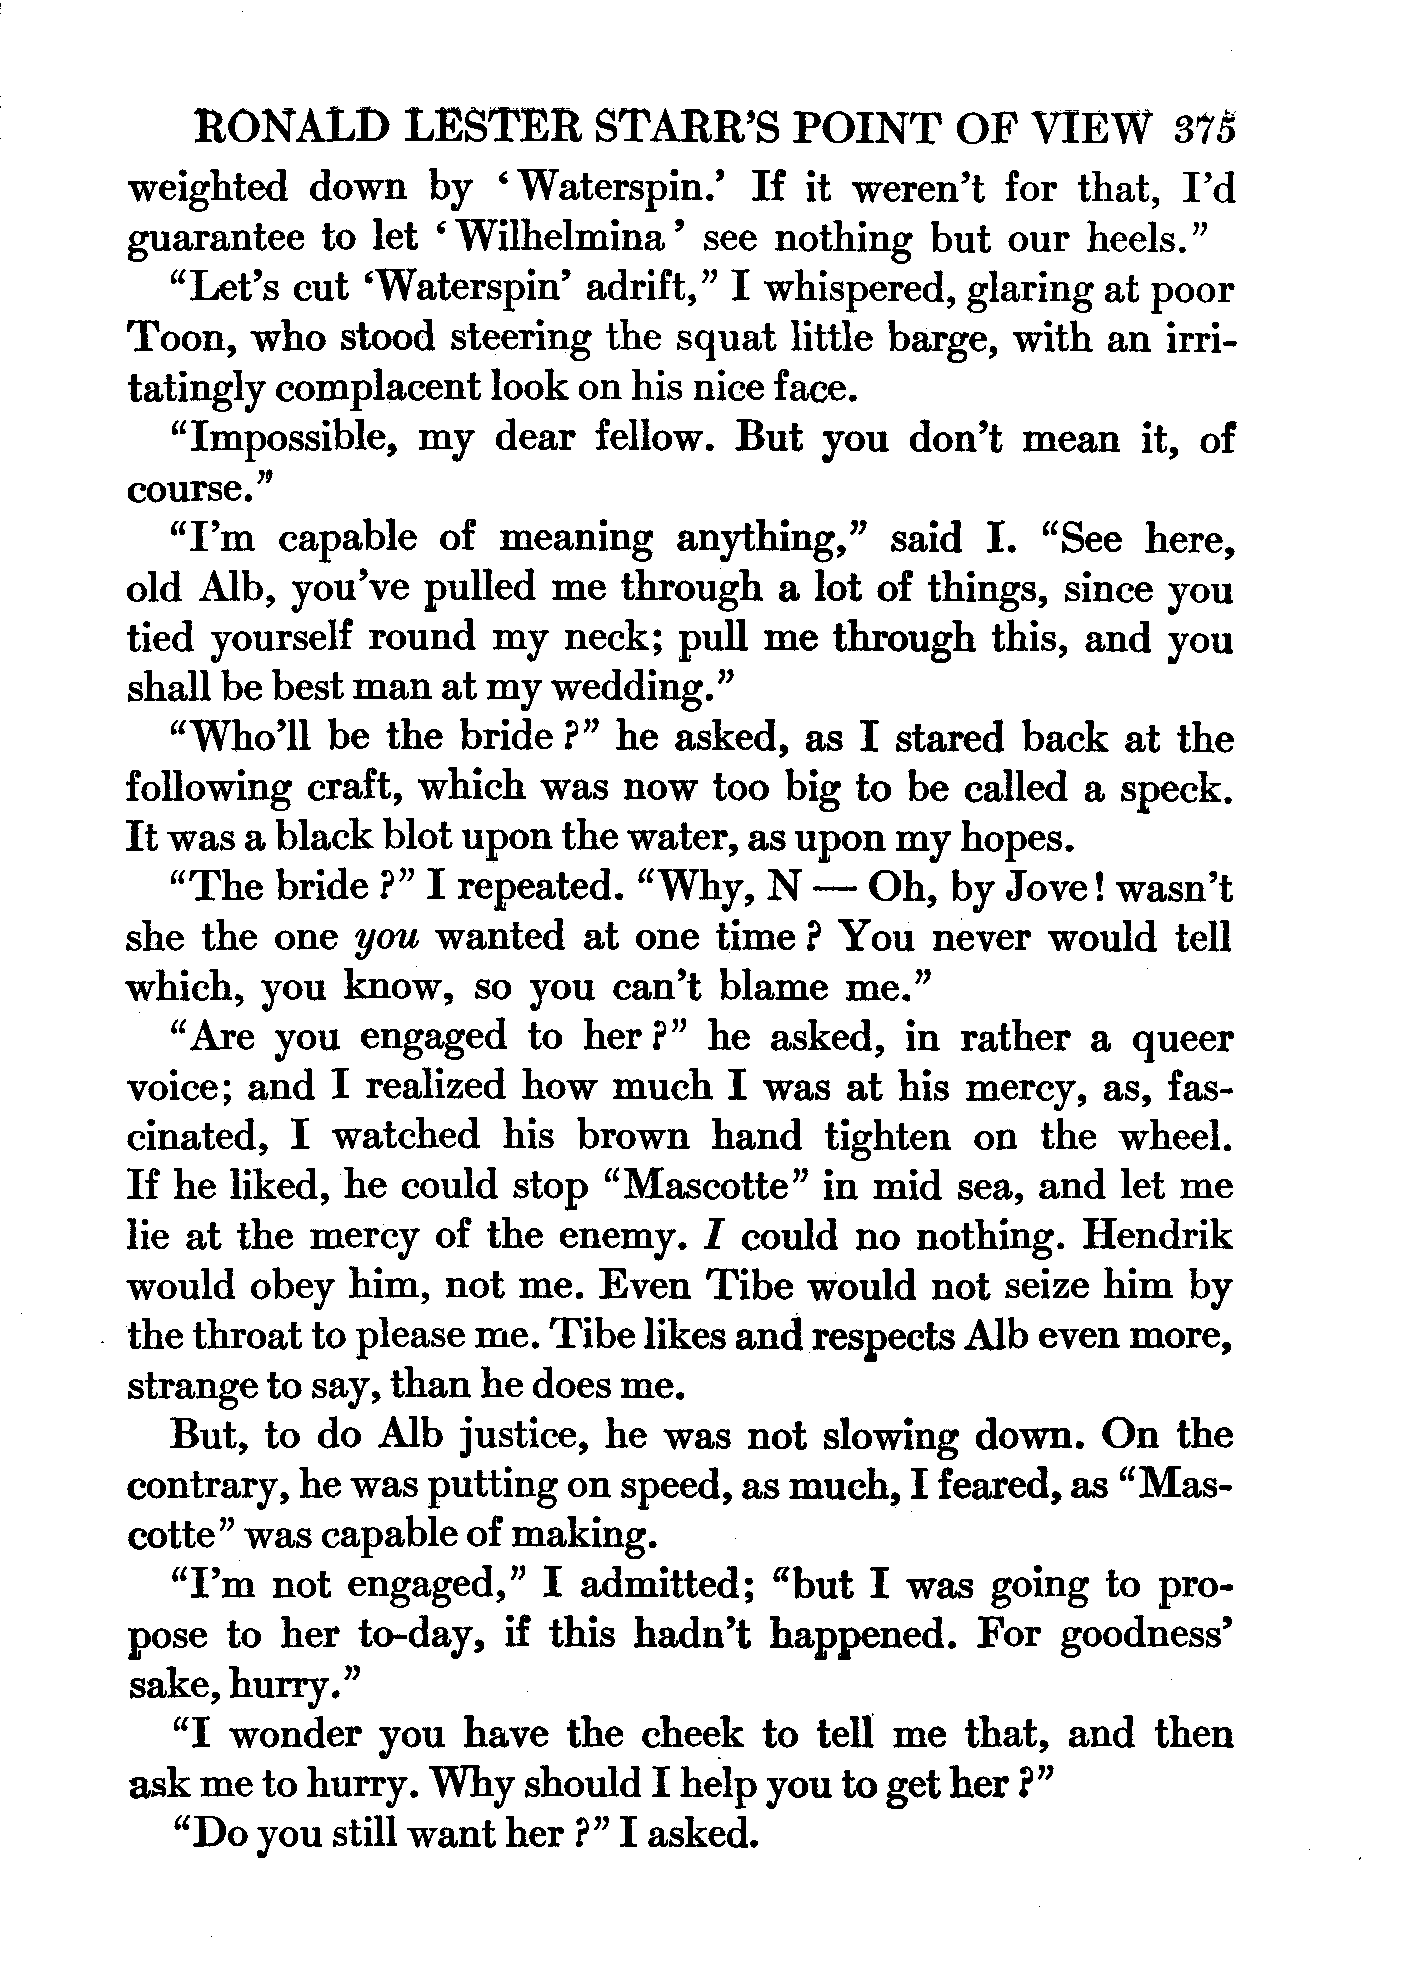 RONALD LESTER STARR'S POINT OF VIEW 375
weighted down by ‘Waterspin.’ If it weren't for that, I'd
guarantee to let ‘Wilhelmina’ see nothing but our heels."
"Let's cut ‘Waterspin’ adrift," I whispered, glaring at poor
Toon, who stood steering the squat little barge, with an irri-
tatingly complacent look on his nice face.
"Impossible, my dear fellow. But you don't mean it, of
course."
"I'm capable of meaning anything," said I. "See here,
old Alb, you've pulled me through a lot of things, since you
tied yourself round my neck; pull me through this, and you
shall be best man at my wedding."
"Who'll be the bride?" he asked, as I stared back at the
following craft, which was now too big to be called a speck.
It was a black blot upon the water, as upon my hopes.
"The bride?" I repeated. "Why, N — Oh, by Jove! wasn't
she the one you wanted at one time? You never would tell
which, you know, so you can't blame me."
"Are you engaged to her?" he asked, in rather a queer
voice; and I realized how much I was at his mercy, as, fas-
cinated, I watched his brown hand tighten on the wheel.
If he liked, he could stop "Mascotte" in mid sea, and let me
lie at the mercy of the enemy. I could no nothing. Hendrik
would obey him, not me. Even Tibe would not seize him by
the throat to please me. Tibe likes and respects Alb even more,
strange to say, than he does me.
But, to do Alb justice, he was not slowing down. On the
contrary, he was putting on speed, as much, I feared, as "Mas-
cotte" was capable of making.
"I'm not engaged," I admitted; "but I was going to pro-
pose to her to-day, if this hadn't happened. For goodness'
sake, hurry."
"I wonder you have the cheek to tell me that, and then
ask me to hurry. Why should I help you to get her?"
"Do you still want her?" I asked.